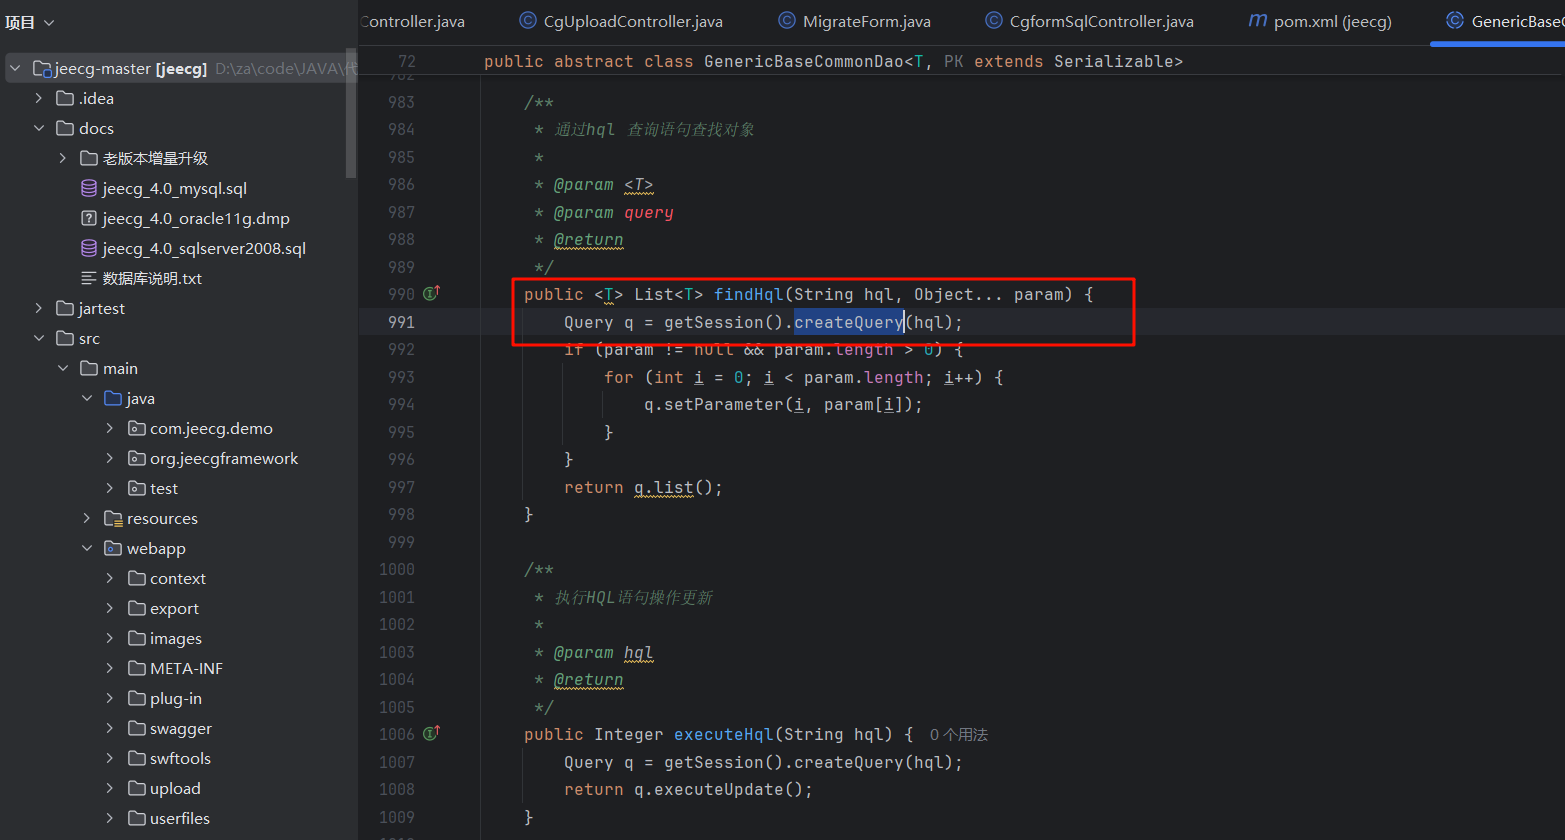 项目
Controller.java
CgUploadController.java
MigrateForm.java
CgformSqlController.java
pom.xml (jeecg)
GenericBaseC
jeecg-master [jeecg] D:\za\code\JAVA\代
.idea
docs
老版本增量升级
jeecg_4.0_mysql.sql
jeecg_4.0_oracle11g.dmp
jeecg_4.0_sqlserver2008.sql
数据库说明.txt
jartest
src
main
java
com.jeecg.demo
org.jeecgframework
test
resources
webapp
context
export
images
META-INF
plug-in
swagger
swftools
upload
userfiles
72 public abstract class GenericBaseCommonDao<T, PK extends Serializable>
982
983 /**
984 * 通过hql 查询语句查找对象
985 *
986 * @param <T>
987 * @param query
988 * @return
989 */
990 public <T> List<T> findHql(String hql, Object... param) {
991 Query q = getSession().createQuery(hql);
992 if (param != null && param.length > 0) {
993 for (int i = 0; i < param.length; i++) {
994 q.setParameter(i, param[i]);
995 }
996 }
997 return q.list();
998 }
999
1000 /**
1001 * 执行HQL语句操作更新
1002 *
1003 * @param hql
1004 * @return
1005 */
1006 public Integer executeHql(String hql) { 0 个用法
1007 Query q = getSession().createQuery(hql);
1008 return q.executeUpdate();
1009 }
1010